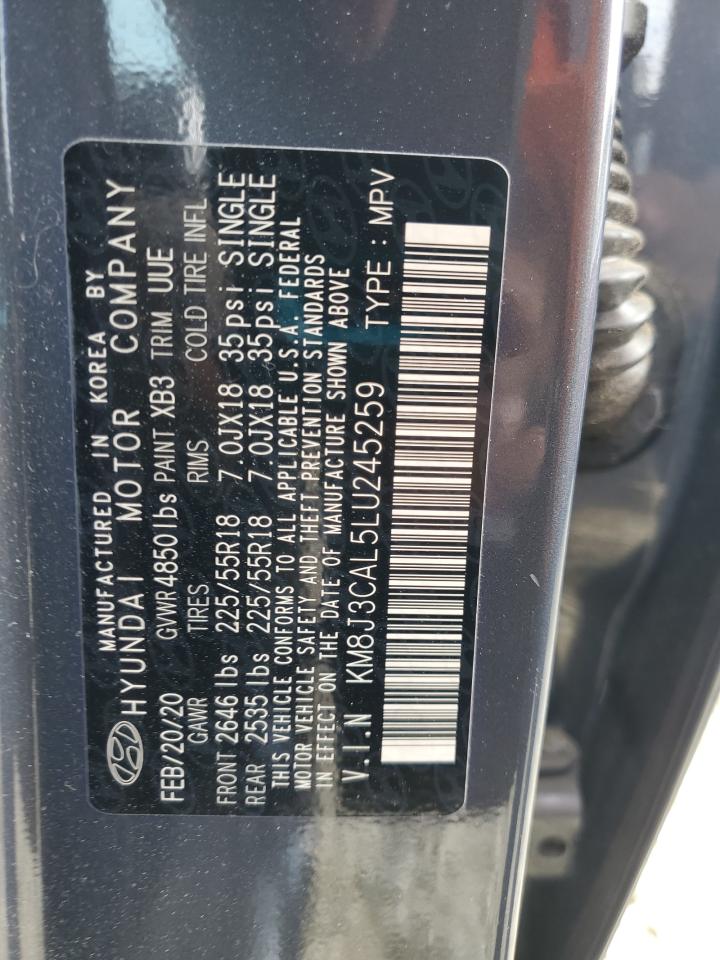 MANUFACTURED IN KOREA BY
HYUNDAI MOTOR COMPANY
FEB/20/20 GVWR 4850 lbs PAINT XB3 TRIM UUE
GAWR TIRES RIMS COLD TIRE INFL
FRONT 2646 lbs 225/55R18 7.0JX18 35psi SINGLE
REAR 2535 lbs 225/55R18 7.0JX18 35psi SINGLE
THIS VEHICLE CONFORMS TO ALL APPLICABLE U.S.A. FEDERAL
MOTOR VEHICLE SAFETY AND THEFT PREVENTION STANDARDS
IN EFFECT ON THE DATE OF MANUFACTURE SHOWN ABOVE
V.I.N KM8J3CAL5LU245259 TYPE : MPV